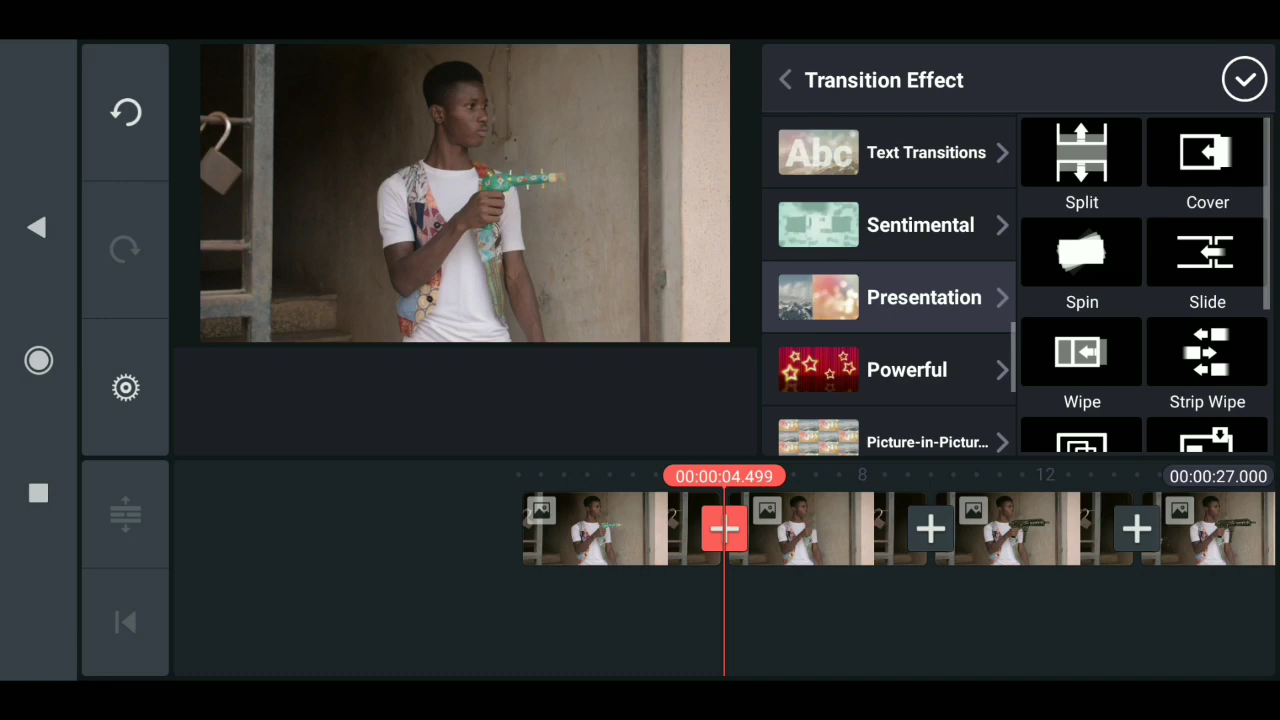 Transition Effect
Abc
Text Transitions
Sentimental
Presentation
Powerful
Picture-in-Pictur...
Split
Cover
Spin
Slide
Wipe
Strip Wipe
00:00:04.499
8
12
00:00:27.000